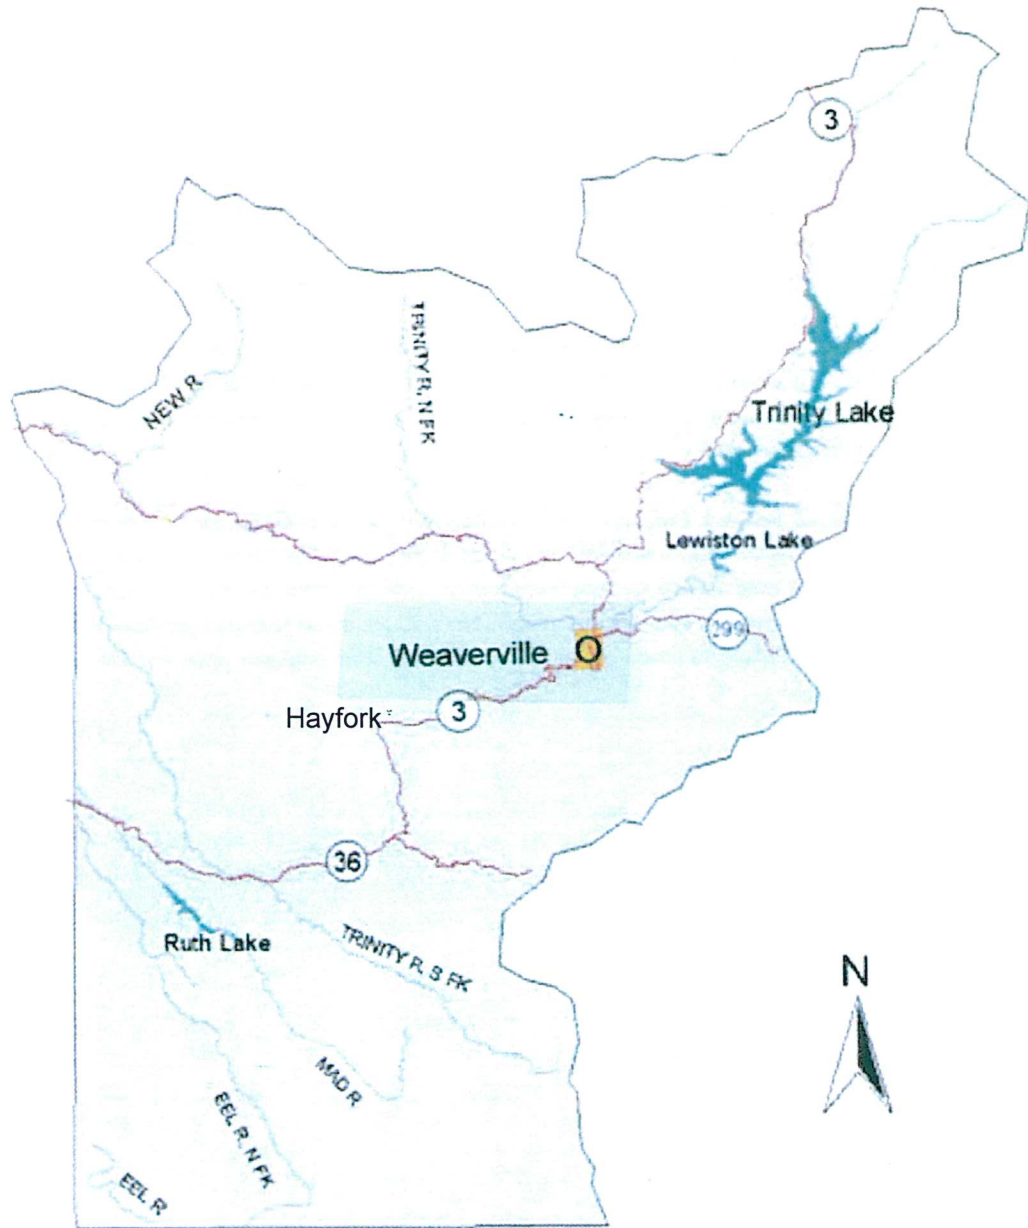 3
TRINITY R, N FK
NEW R
Trinity Lake
Lewiston Lake
299
Weaverville
O
Hayfork
3
36
Ruth Lake
TRINITY R, S FK
N
MAD R
EEL R, N FK
EEL R